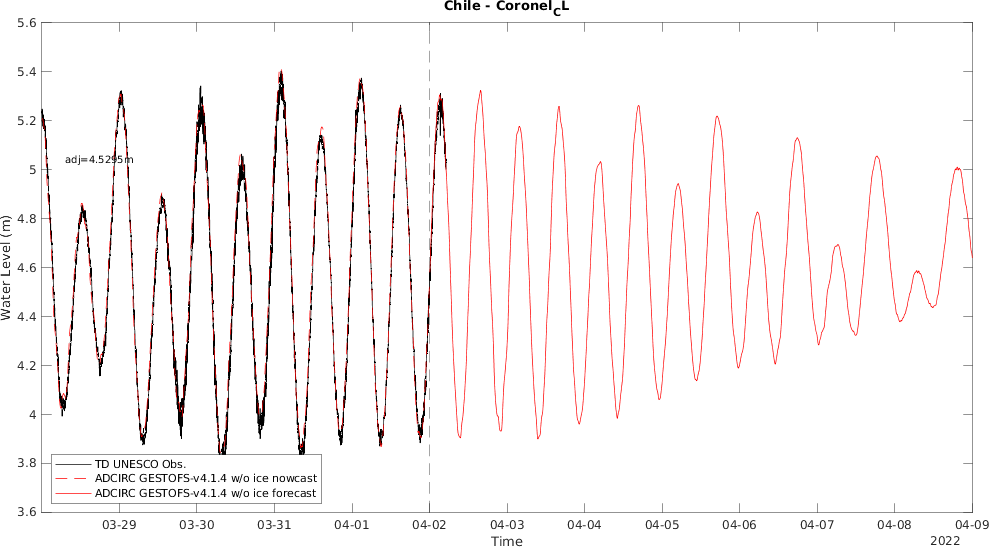 Chile - Coronel_CL
5.6
5.4
5.2
5
4.8
4.6
4.4
4.2
4
3.8
3.6
Water Level (m)
adj=4.5295m
TD UNESCO Obs.
ADCIRC GESTOFS-v4.1.4 w/o ice nowcast
ADCIRC GESTOFS-v4.1.4 w/o ice forecast
03-29 03-30 03-31 04-01 04-02 04-03 04-04 04-05 04-06 04-07 04-08 04-09
Time
2022